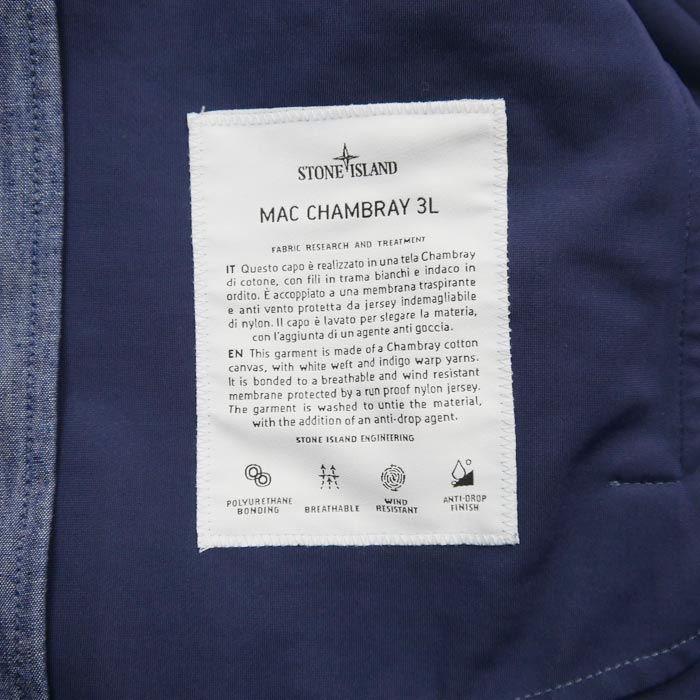 STONE ISLAND
MAC CHAMBRAY 3L
FABRIC RESEARCH AND TREATMENT
IT Questo capo è realizzato in una tela Chambray
di cotone, con fili in trama bianchi e indaco in
ordito. È accoppiato a una membrana traspirante
e anti vento protetta da jersey indemagliabile
di nylon. Il capo è lavato per slegare la materia,
con l'aggiunta di un agente anti goccia.
EN This garment is made of a Chambray cotton
canvas, with white weft and indigo warp yarns.
It is bonded to a breathable and wind resistant
membrane protected by a run proof nylon jersey.
The garment is washed to untie the material,
with the addition of an anti-drop agent.
STONE ISLAND ENGINEERING
POLYURETHANE
BONDING
BREATHABLE
WIND
RESISTANT
ANTI-DROP
FINISH